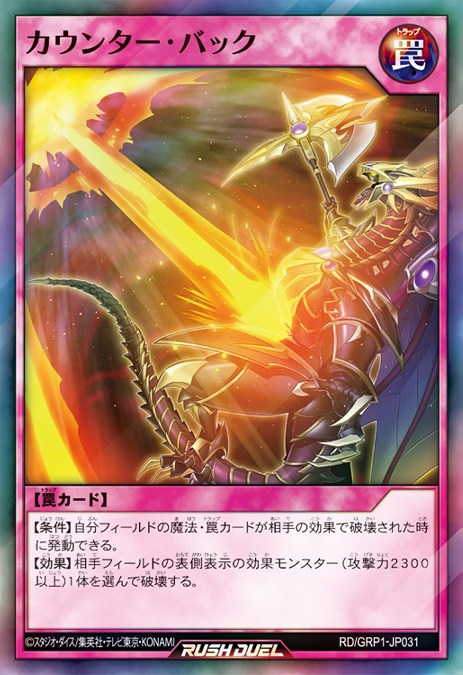 カウンター・バック
トラップ
罠
【罠カード】
【条件】自分フィールドの魔法・罠カードが相手の効果で破壊された時
に発動できる。
【効果】相手フィールドの表側表示の効果モンスター(攻撃力2300
以上)1体を選んで破壊する。
©スタジオ・ダイス/集英社・テレビ東京・KONAMI
RUSH DUEL
RD/GRP1-JP031